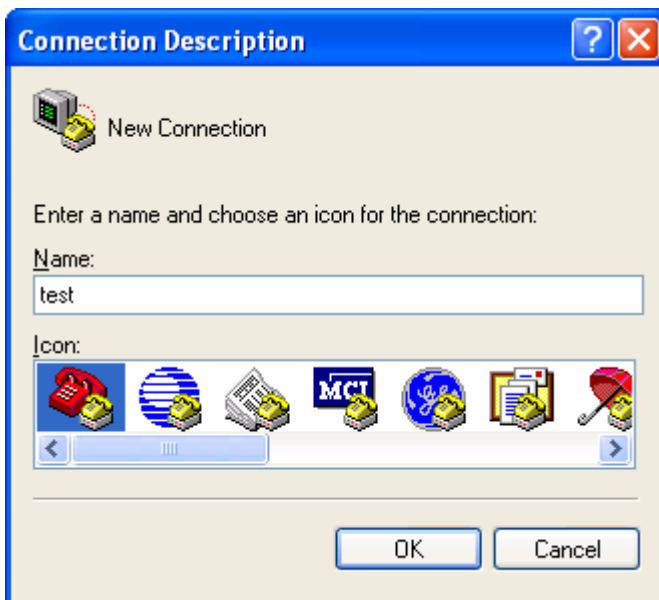 Connection Description
New Connection
Enter a name and choose an icon for the connection:
Name:
test
Icon:
MCI
OK Cancel